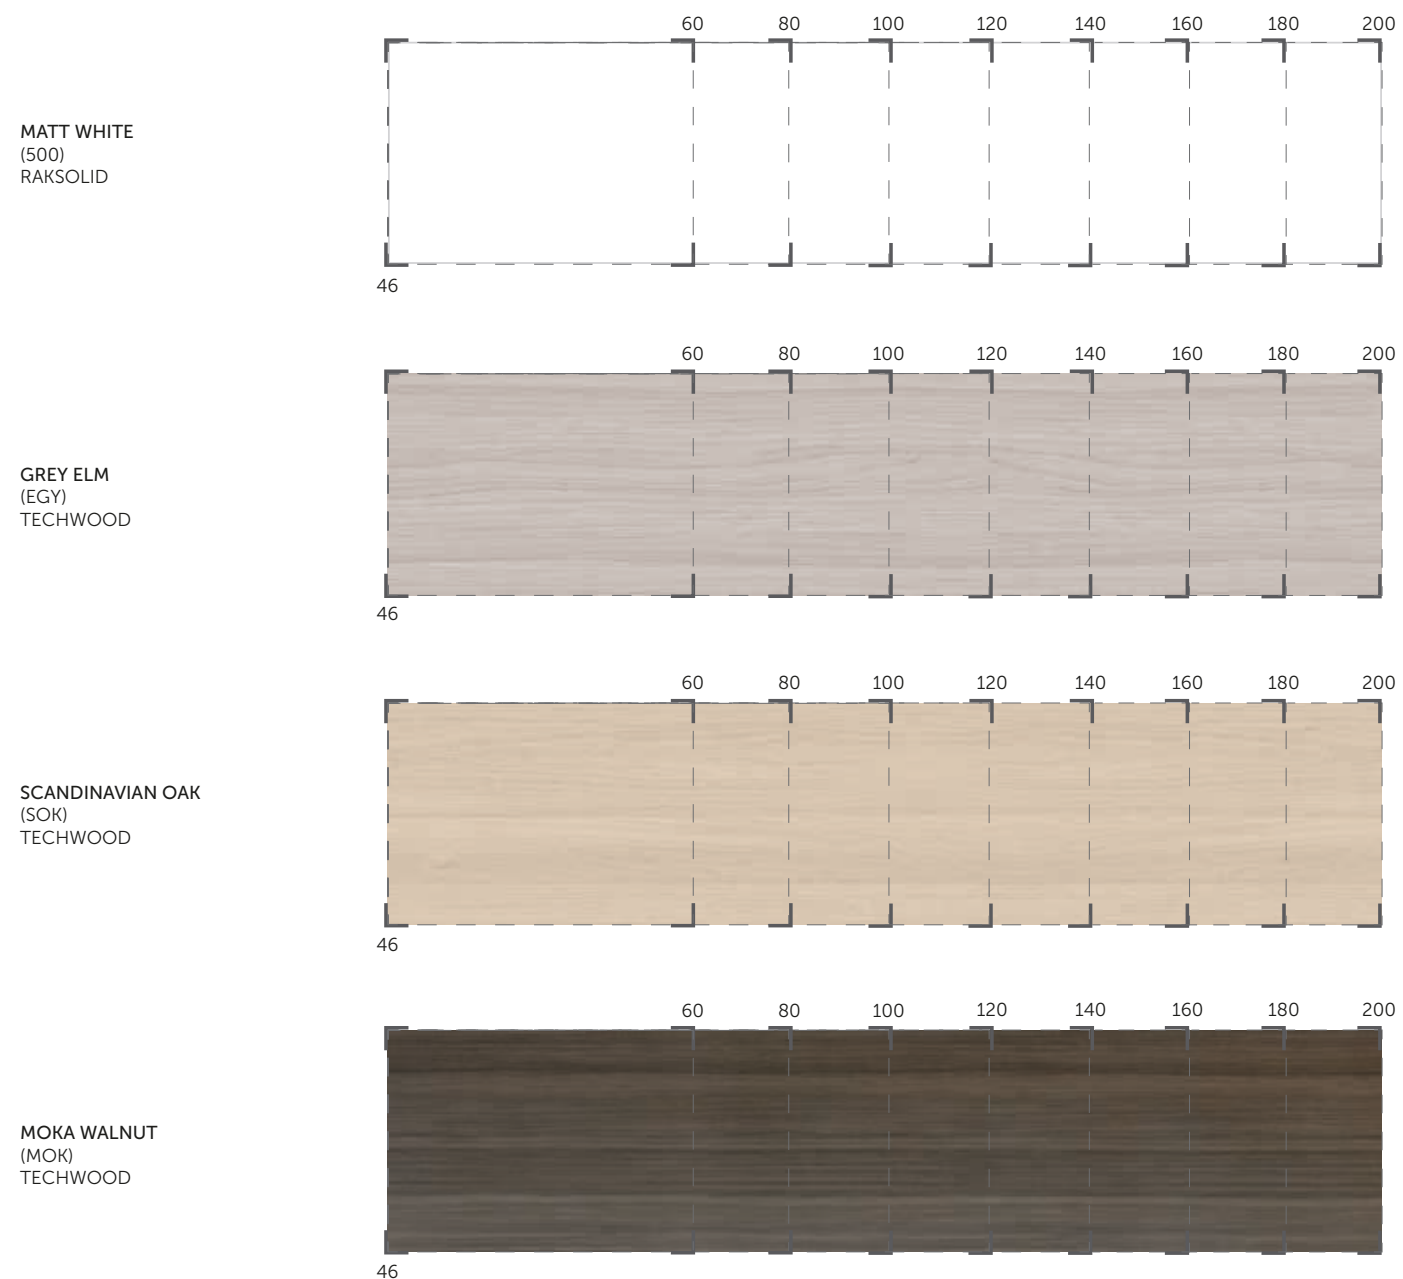 60 80 100 120 140 160 180 200
MATT WHITE
(500)
RAKSOLID
46
60 80 100 120 140 160 180 200
GREY ELM
(EGY)
TECHWOOD
46
60 80 100 120 140 160 180 200
SCANDINAVIAN OAK
(SOK)
TECHWOOD
46
60 80 100 120 140 160 180 200
MOKA WALNUT
(MOK)
TECHWOOD
46